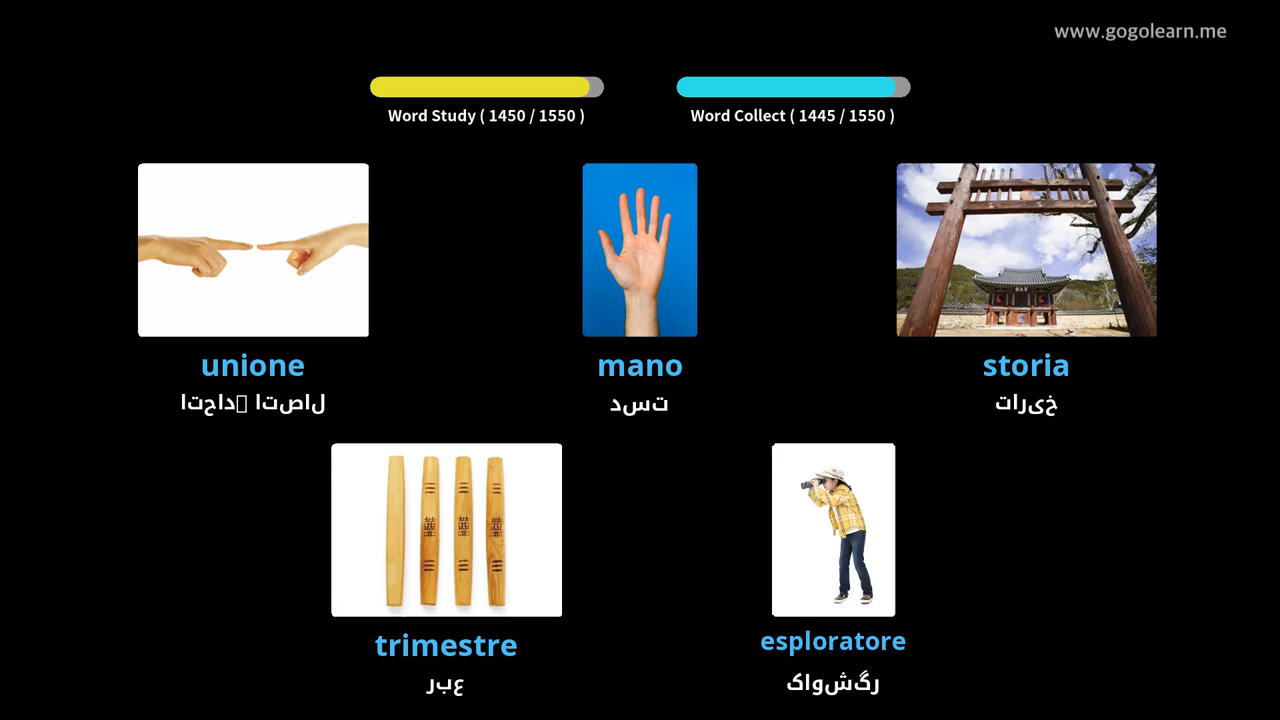 www.gogolearn.me
Word Study ( 1450 / 1550 )
Word Collect ( 1445 / 1550 )
unione
mano
storia
اتحاد□ اتصال
دست
تاریخ
trimestre
esploratore
ربع
کاوشگر